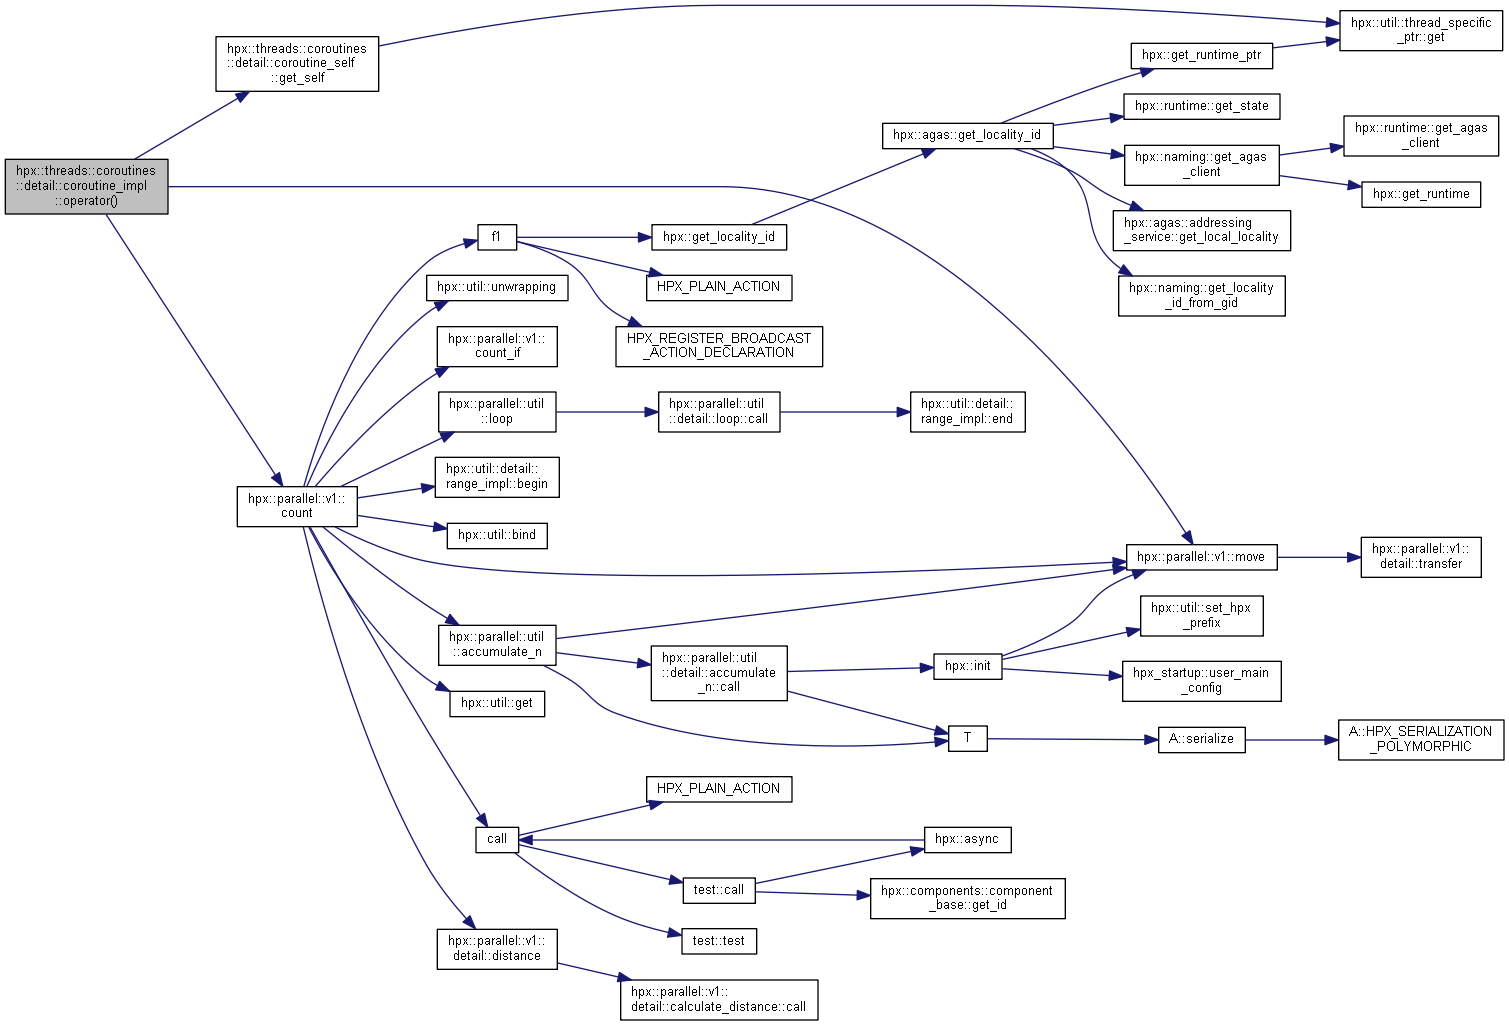 hpx::threads::coroutines
::detail::coroutine_impl
::operator()
hpx::threads::coroutines
::detail::coroutine_self
::get_self
hpx::util::thread_specific
_ptr::get
hpx::parallel::v1::
count
f1
hpx::get_locality_id
hpx::agas::get_locality_id
hpx::get_runtime_ptr
hpx::runtime::get_state
hpx::naming::get_agas
_client
hpx::runtime::get_agas
_client
hpx::get_runtime
hpx::agas::addressing
_service::get_local_locality
hpx::naming::get_locality
_id_from_gid
HPX_PLAIN_ACTION
HPX_REGISTER_BROADCAST
_ACTION_DECLARATION
hpx::util::unwrapping
hpx::parallel::v1::
count_if
hpx::parallel::util
::loop
hpx::parallel::util
::detail::loop::call
hpx::util::detail::
range_impl::end
hpx::util::detail::
range_impl::begin
hpx::util::bind
hpx::parallel::v1::move
hpx::parallel::v1::
detail::transfer
hpx::parallel::util
::accumulate_n
hpx::parallel::util
::detail::accumulate
_n::call
hpx::init
hpx::util::set_hpx
_prefix
hpx_startup::user_main
_config
T
A::serialize
A::HPX_SERIALIZATION
_POLYMORPHIC
hpx::util::get
call
HPX_PLAIN_ACTION
test::call
hpx::async
hpx::components::component
_base::get_id
test::test
hpx::parallel::v1::
detail::distance
hpx::parallel::v1::
detail::calculate_distance::call